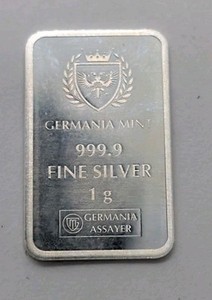 GERMANIA MINT
999.9
FINE SILVER
1 g
GERMANIA
ASSAYER